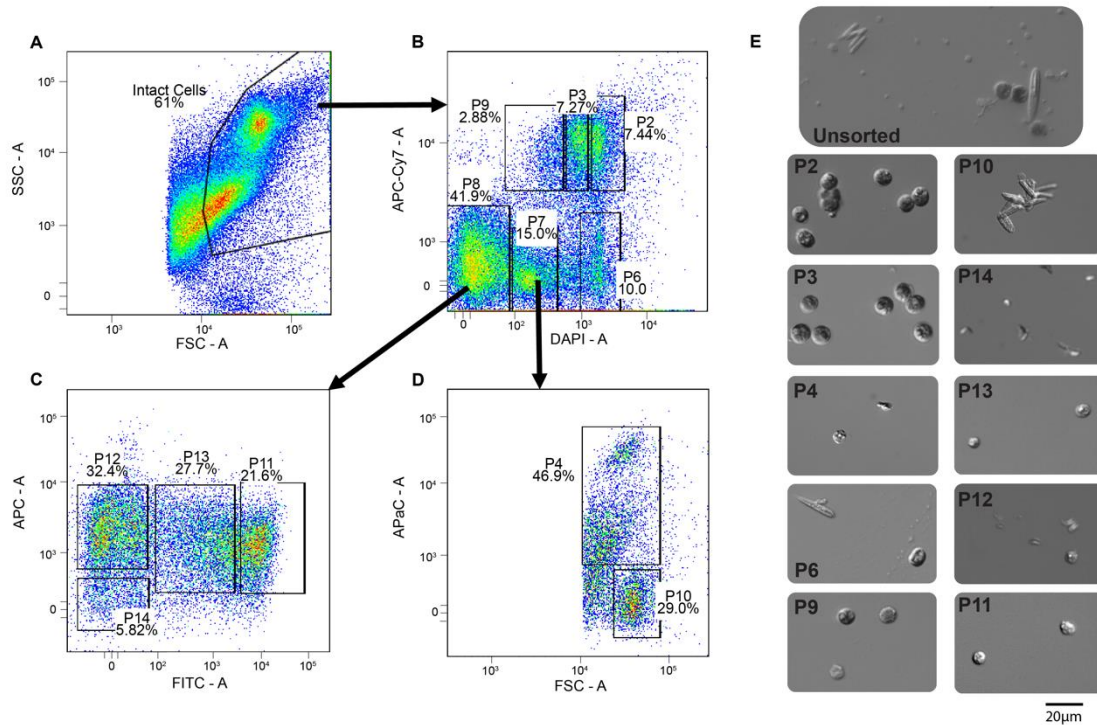 A
Intact Cells
61%
SSC - A
10⁵
10⁴
10³
0
10³
10⁴
10⁵
FSC - A
B
P9
2.88%
P3
7.27%
P2
7.44%
P8
41.9%
P7
15.0%
P6
10.0
APC-Cy7 - A
10⁴
10³
0
0
10²
10³
10⁴
DAPI - A
C
P12
32.4%
P13
27.7%
P11
21.6%
P14
5.82%
APC - A
10⁵
10⁴
10³
0
0
10²
10³
10⁴
10⁵
FITC - A
D
P4
46.9%
P10
29.0%
APaC - A
10⁵
10⁴
10³
0
10³
10⁴
10⁵
FSC - A
E
Unsorted
P2
P10
P3
P14
P4
P13
P6
P12
P9
P11
20µm